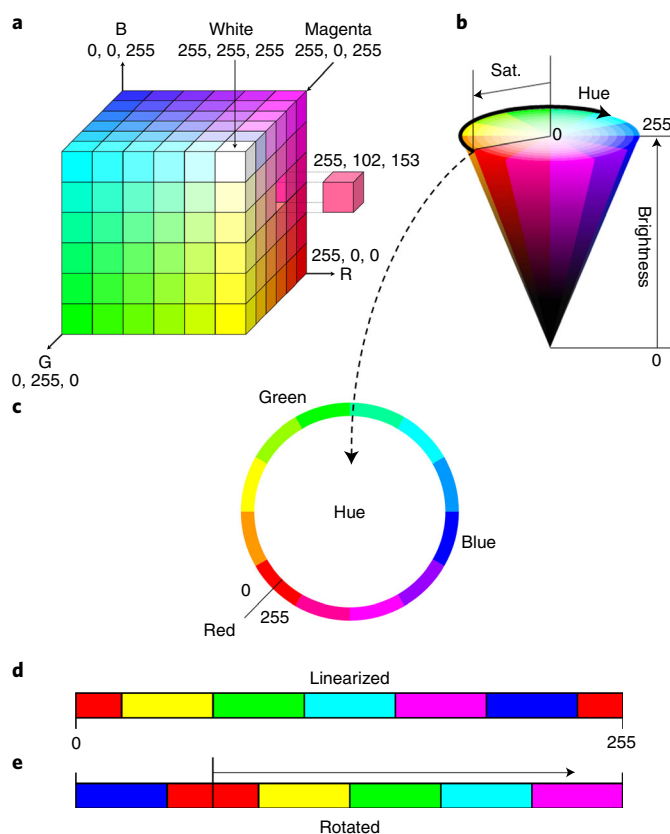 a
B
0, 0, 255
White
255, 255, 255
Magenta
255, 0, 255
255, 102, 153
255, 0, 0
R
G
0, 255, 0
b
Sat.
Hue
0
255
Brightness
0
c
Green
Hue
Blue
0
255
Red
d
Linearized
0
255
e
Rotated